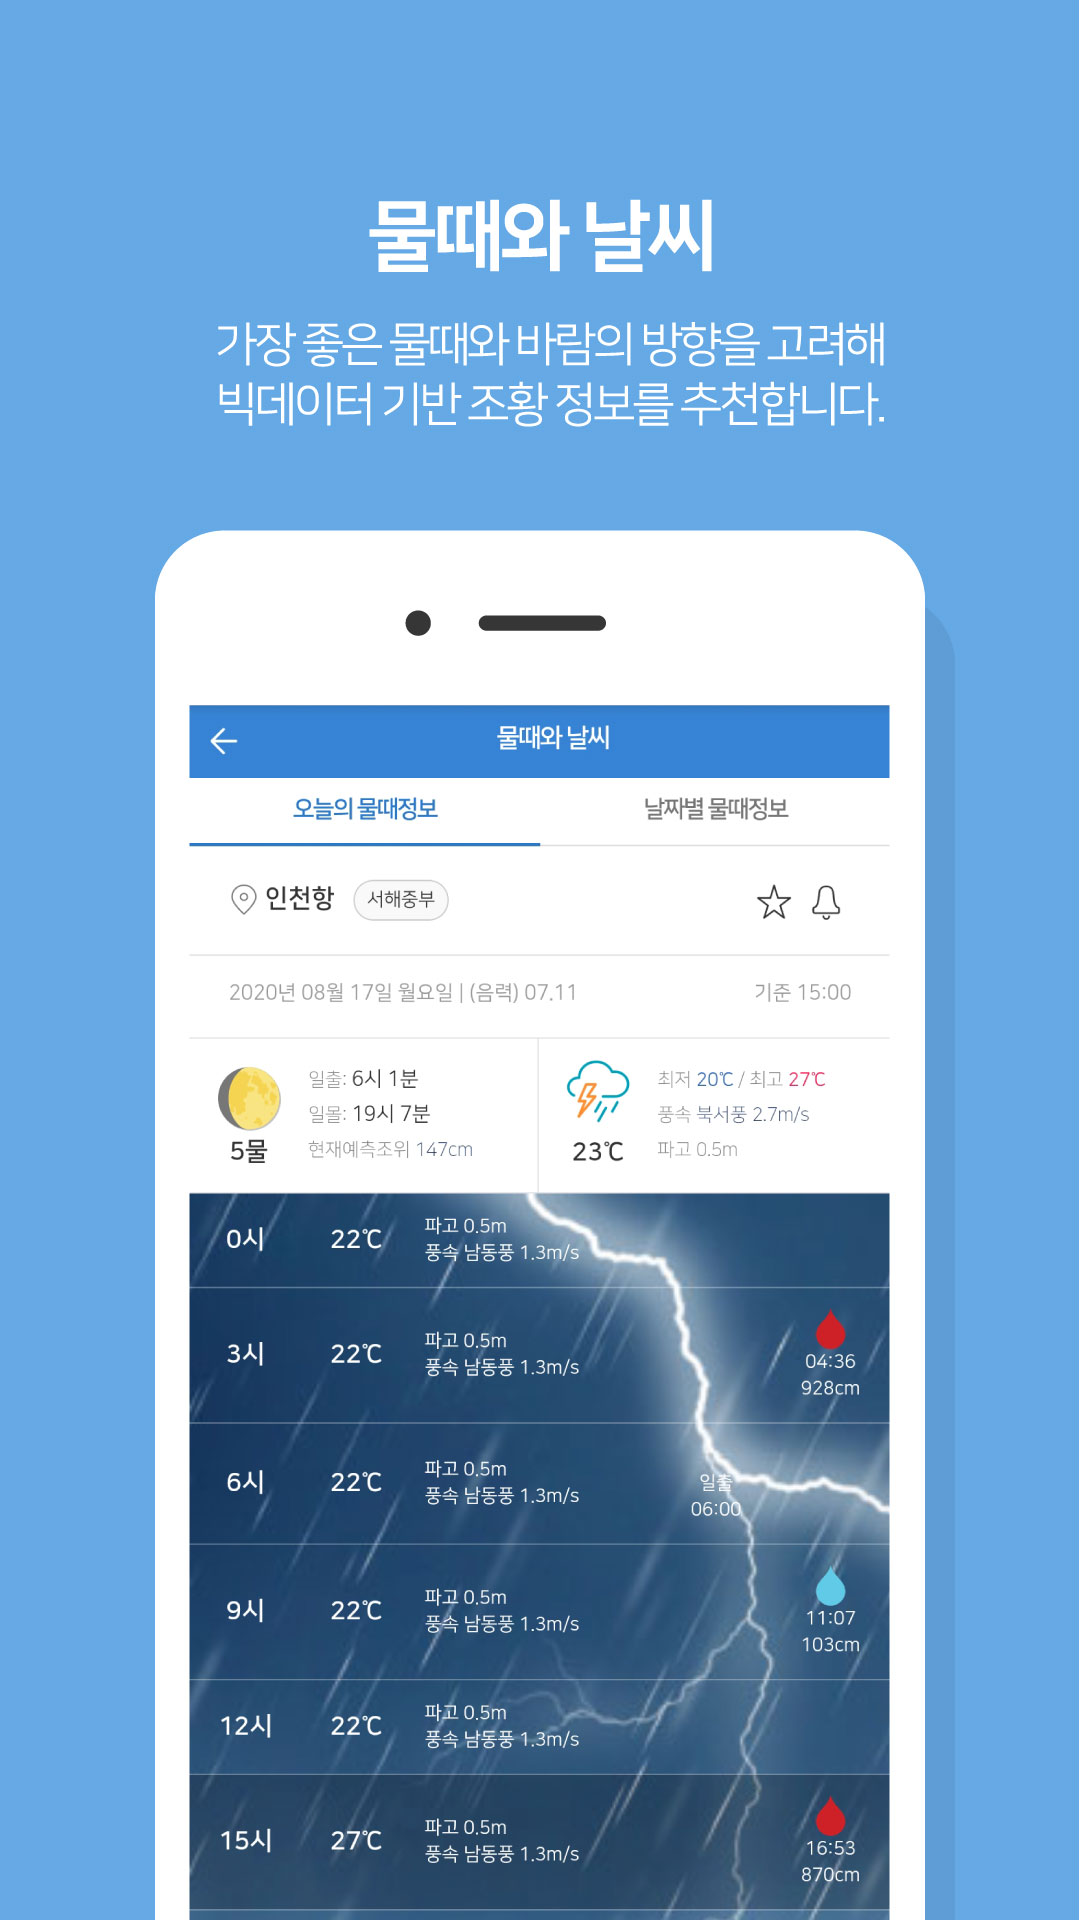 물때와 날씨
가장 좋은 물때와 바람의 방향을 고려해
빅데이터 기반 조황 정보를 추천합니다.
물때와 날씨
오늘의 물때정보 날짜별 물때정보
인천항 서해중부
2020년 08월 17일 월요일 | (음력) 07.11 기준 15:00
일출: 6시 1분
일몰: 19시 7분
현재예측조위 147cm
5물
최저 20℃ / 최고 27℃
풍속 북서풍 2.7m/s
파고 0.5m
23℃
0시 22℃ 파고 0.5m
풍속 남동풍 1.3m/s
3시 22℃ 파고 0.5m
풍속 남동풍 1.3m/s
04:36
928cm
6시 22℃ 파고 0.5m
풍속 남동풍 1.3m/s
일출
06:00
9시 22℃ 파고 0.5m
풍속 남동풍 1.3m/s
11:07
103cm
12시 22℃ 파고 0.5m
풍속 남동풍 1.3m/s
15시 27℃ 파고 0.5m
풍속 남동풍 1.3m/s
16:53
870cm